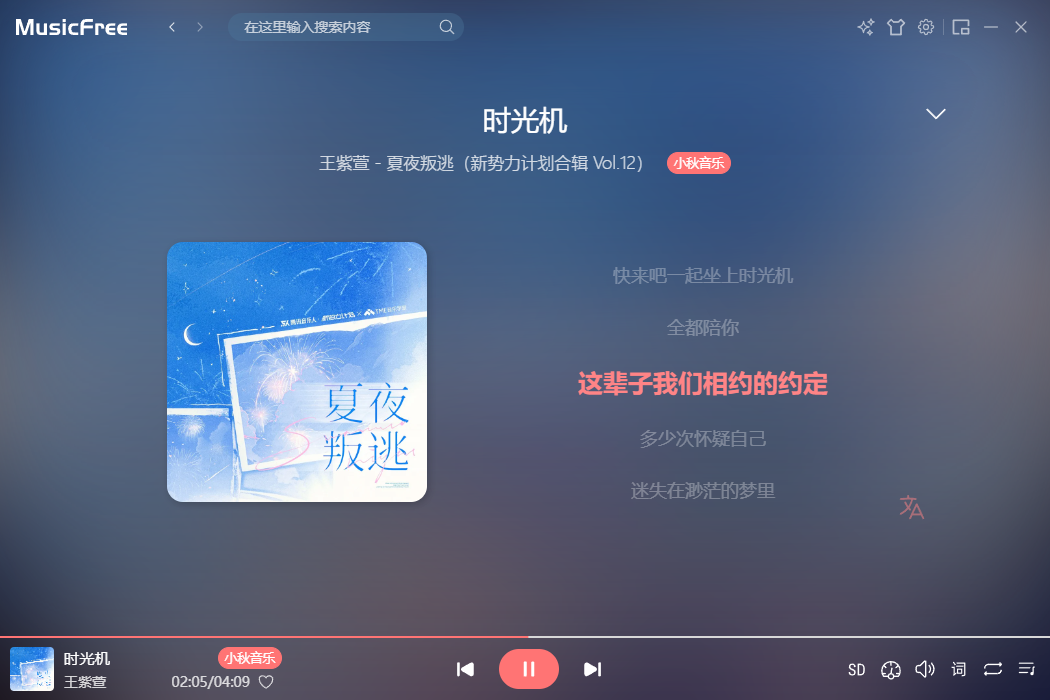 MusicFree
在这里输入搜索内容
时光机
王紫萱 - 夏夜叛逃（新势力计划合辑 Vol.12） 小秋音乐
快来吧一起坐上时光机
全都陪你
这辈子我们相约的约定
多少次怀疑自己
迷失在渺茫的梦里
夏夜
叛逃
时光机 小秋音乐
王紫萱 02:05/04:09
SD 词